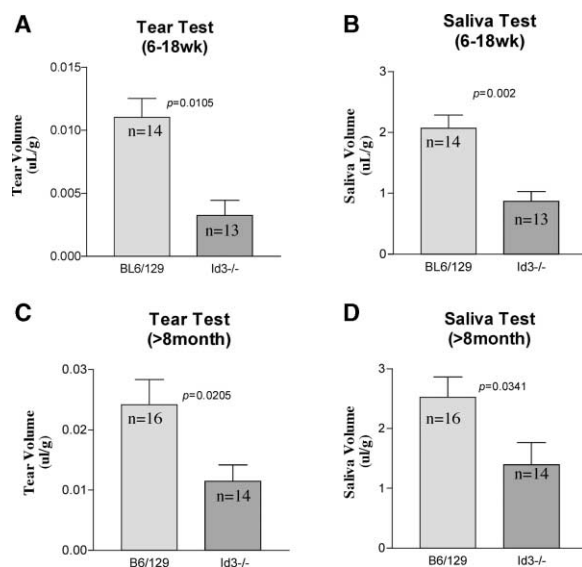 A
Tear Test
(6-18wk)
0.015
0.010
0.005
0.000
Tear Volume
(uL/g)
p=0.0105
n=14
n=13
BL6/129
Id3-/-
B
Saliva Test
(6-18wk)
3
2
1
0
Saliva Volume
(uL/g)
p=0.002
n=14
n=13
BL6/129
Id3-/-
C
Tear Test
(>8month)
0.03
0.02
0.01
0.00
Tear Volume
(ul/g)
p=0.0205
n=16
n=14
B6/129
Id3-/-
D
Saliva Test
(>8month)
3
2
1
0
Saliva Volume
(ul/g)
p=0.0341
n=16
n=14
B6/129
Id3-/-